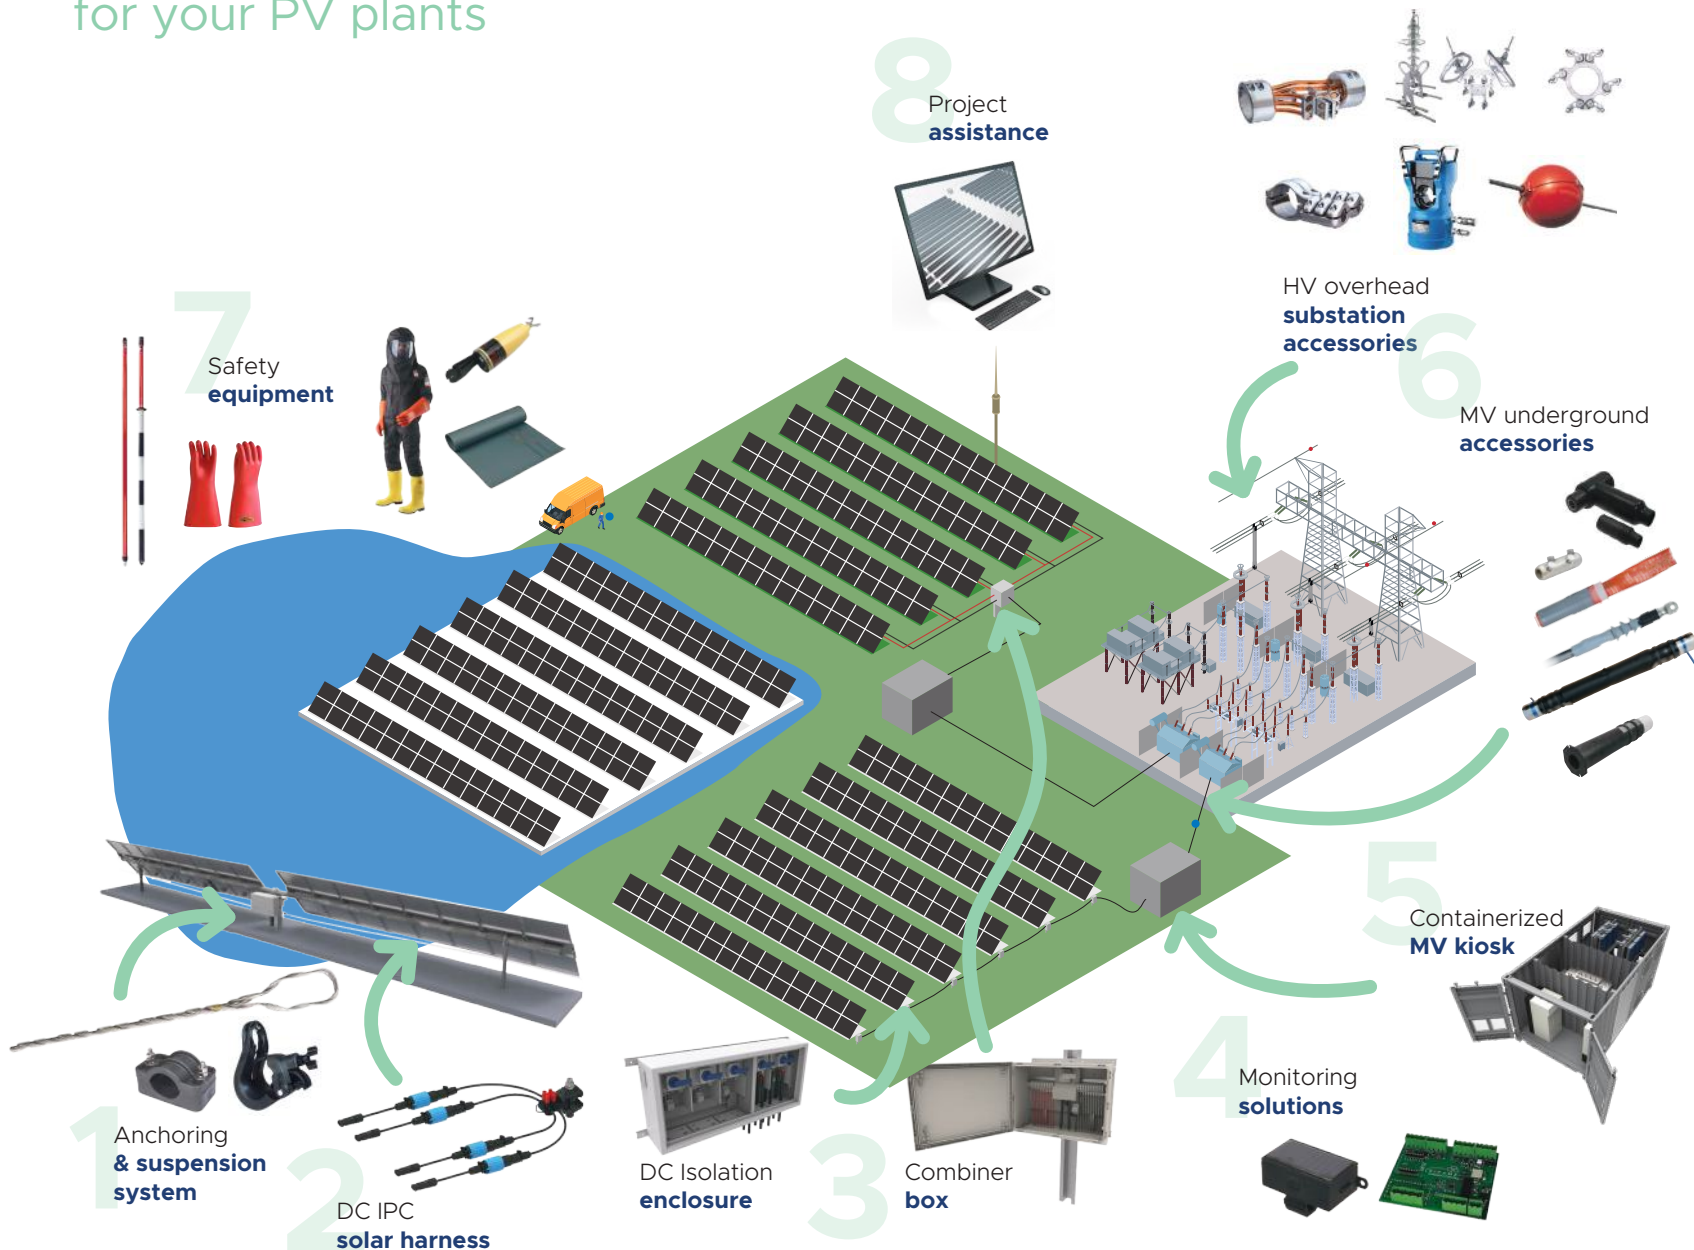 for your PV plants
8
Project
assistance
HV overhead
substation
accessories
6
MV underground
accessories
7
Safety
equipment
5
Containerized
MV kiosk
4
Monitoring
solutions
1
Anchoring
& suspension
system
2
DC IPC
solar harness
DC Isolation
enclosure
3
Combiner
box